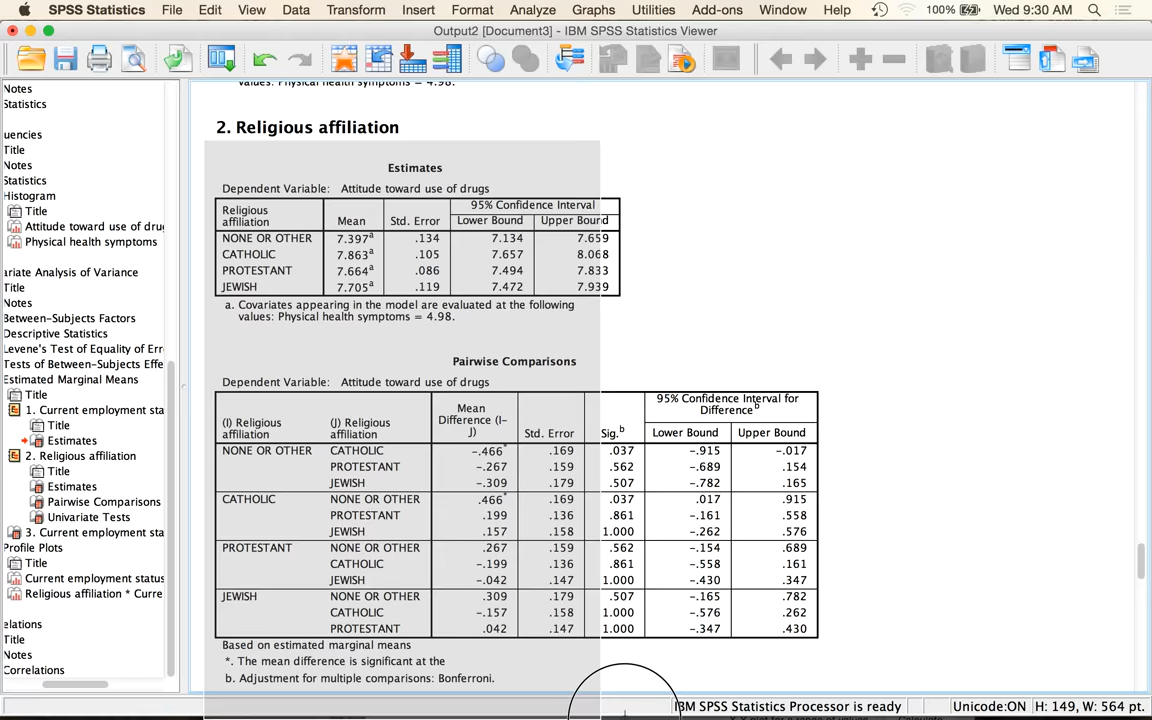 SPSS Statistics File Edit View Data Transform Insert Format Analyze Graphs Utilities Add-ons Window Help 100% Wed 9:30 AM
Output2 [Document3] - IBM SPSS Statistics Viewer
Notes
Statistics
uencies
Title
Notes
Statistics
Histogram
Title
Attitude toward use of drug
Physical health symptoms
ariate Analysis of Variance
Title
Notes
Between-Subjects Factors
Descriptive Statistics
Levene's Test of Equality of Err
Tests of Between-Subjects Effe
Estimated Marginal Means
Title
1. Current employment sta
Title
Estimates
2. Religious affiliation
Title
Estimates
Pairwise Comparisons
Univariate Tests
3. Current employment sta
Profile Plots
Title
Current employment status
Religious affiliation * Curre
elations
Title
Notes
Correlations
values: Physical health symptoms = 4.98.
2. Religious affiliation
Estimates
Dependent Variable: Attitude toward use of drugs
95% Confidence Interval
Religious affiliation Mean Std. Error Lower Bound Upper Bound
NONE OR OTHER 7.397a .134 7.134 7.659
CATHOLIC 7.863a .105 7.657 8.068
PROTESTANT 7.664a .086 7.494 7.833
JEWISH 7.705a .119 7.472 7.939
a. Covariates appearing in the model are evaluated at the following
values: Physical health symptoms = 4.98.
Pairwise Comparisons
Dependent Variable: Attitude toward use of drugs
95% Confidence Interval for Differenceb
(I) Religious affiliation (J) Religious affiliation Mean Difference (I-J) Std. Error Sig.b Lower Bound Upper Bound
NONE OR OTHER CATHOLIC -.466* .169 .037 -.915 -.017
PROTESTANT -.267 .159 .562 -.689 .154
JEWISH -.309 .179 .507 -.782 .165
CATHOLIC NONE OR OTHER .466* .169 .037 .017 .915
PROTESTANT .199 .136 .861 -.161 .558
JEWISH .157 .158 1.000 -.262 .576
PROTESTANT NONE OR OTHER .267 .159 .562 -.154 .689
CATHOLIC -.199 .136 .861 -.558 .161
JEWISH -.042 .147 1.000 -.430 .347
JEWISH NONE OR OTHER .309 .179 .507 -.165 .782
CATHOLIC -.157 .158 1.000 -.576 .262
PROTESTANT .042 .147 1.000 -.347 .430
Based on estimated marginal means
*. The mean difference is significant at the
b. Adjustment for multiple comparisons: Bonferroni.
IBM SPSS Statistics Processor is ready Unicode:ON H: 149, W: 564 pt.